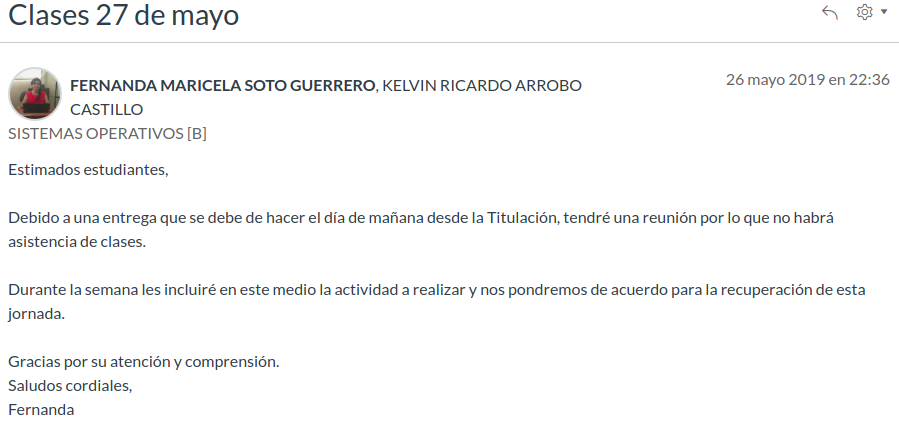 Clases 27 de mayo
FERNANDA MARICELA SOTO GUERRERO, KELVIN RICARDO ARROBO
CASTILLO
26 mayo 2019 en 22:36
SISTEMAS OPERATIVOS [B]
Estimados estudiantes,
Debido a una entrega que se debe de hacer el día de mañana desde la Titulación, tendré una reunión por lo que no habrá
asistencia de clases.
Durante la semana les incluiré en este medio la actividad a realizar y nos pondremos de acuerdo para la recuperación de esta
jornada.
Gracias por su atención y comprensión.
Saludos cordiales,
Fernanda